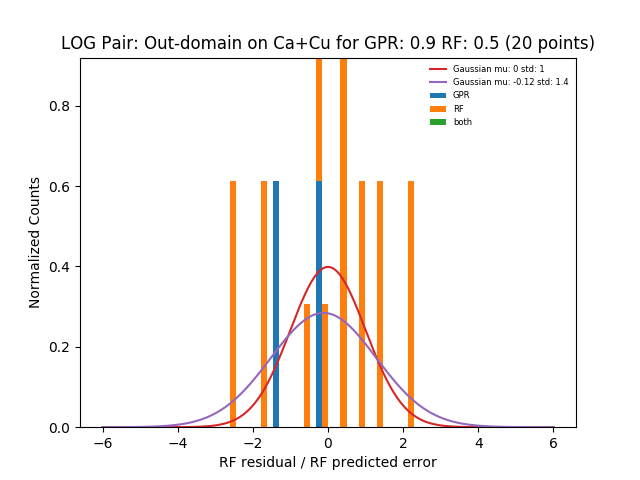 LOG Pair: Out-domain on Ca+Cu for GPR: 0.9 RF: 0.5 (20 points)
Gaussian mu: 0 std: 1
Gaussian mu: -0.12 std: 1.4
GPR
RF
both
Normalized Counts
0.8
0.6
0.4
0.2
0.0
−6 −4 −2 0 2 4 6
RF residual / RF predicted error